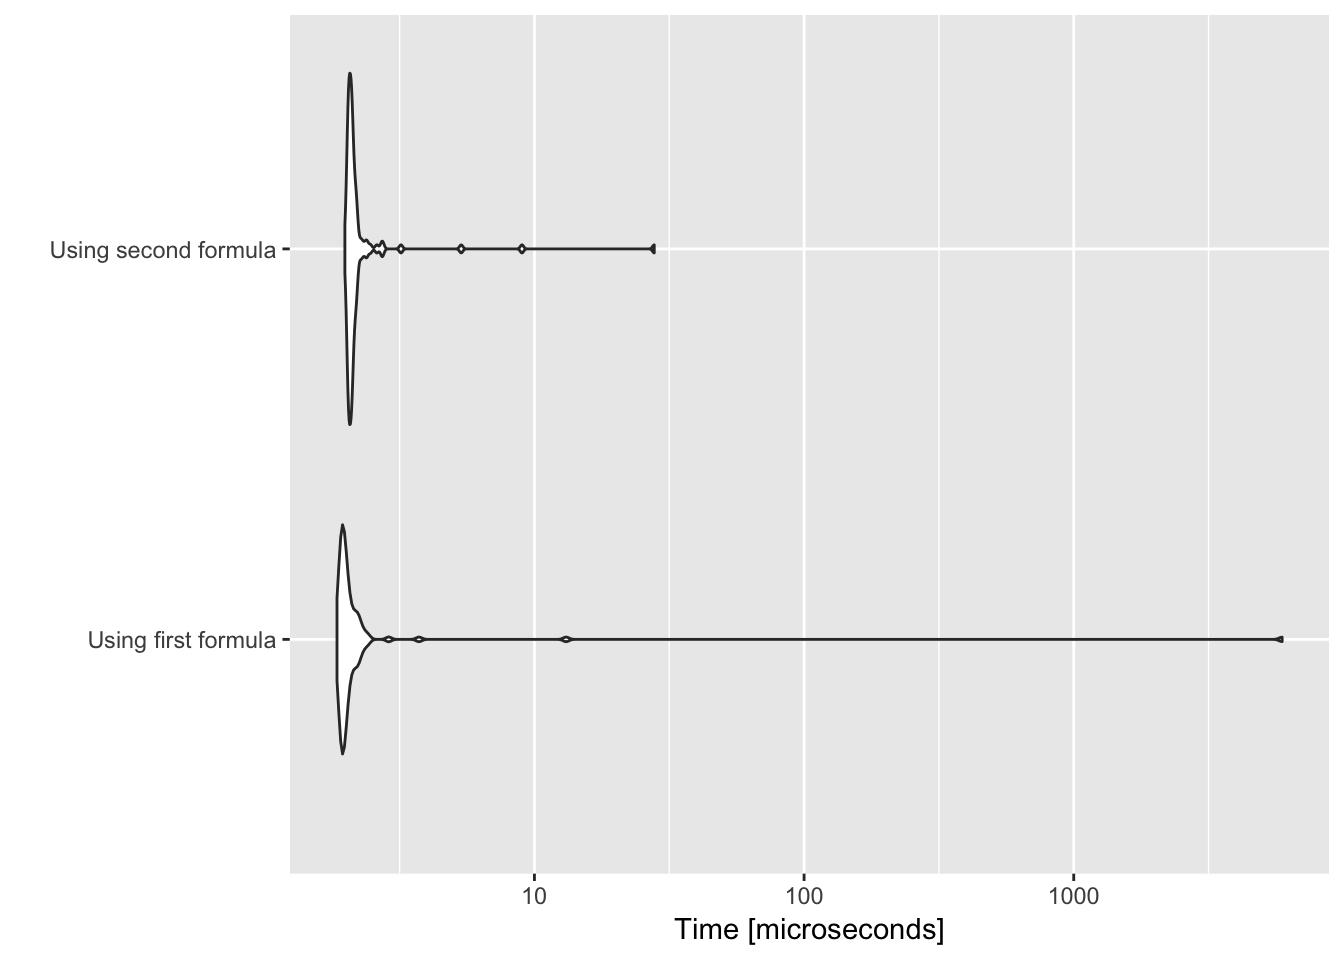 Using second formula
Using first formula
10 100 1000
Time [microseconds]